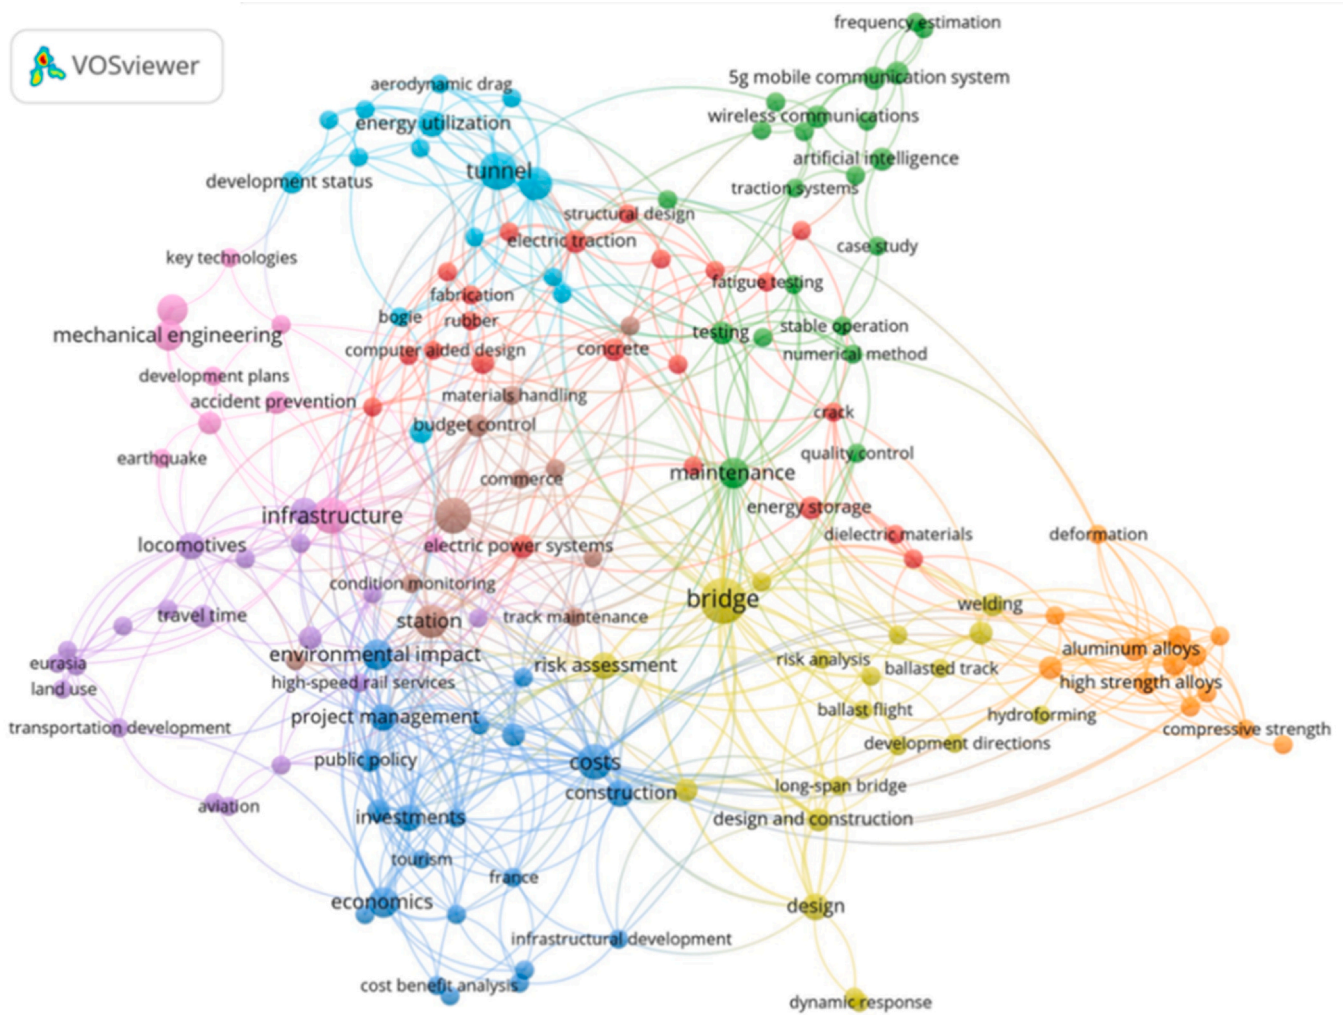 frequency estimation
VOSviewer
5g mobile communication system
aerodynamic drag
wireless communications
energy utilization
artificial intelligence
tunnel
development status
traction systems
structural design
electric traction
case study
key technologies
fatigue testing
fabrication
bogie
rubber
stable operation
testing
mechanical engineering
computer aided design
concrete
numerical method
development plans
materials handling
accident prevention
crack
budget control
quality control
earthquake
maintenance
commerce
energy storage
infrastructure
dielectric materials
deformation
locomotives
electric power systems
condition monitoring
bridge
welding
travel time
station
track maintenance
aluminum alloys
environmental impact
eurasia
risk assessment
risk analysis
ballasted track
high-speed rail services
high strength alloys
land use
ballast flight
hydroforming
project management
transportation development
compressive strength
development directions
public policy
costs
long-span bridge
construction
aviation
investments
design and construction
tourism
france
economics
design
infrastructural development
cost benefit analysis
dynamic response